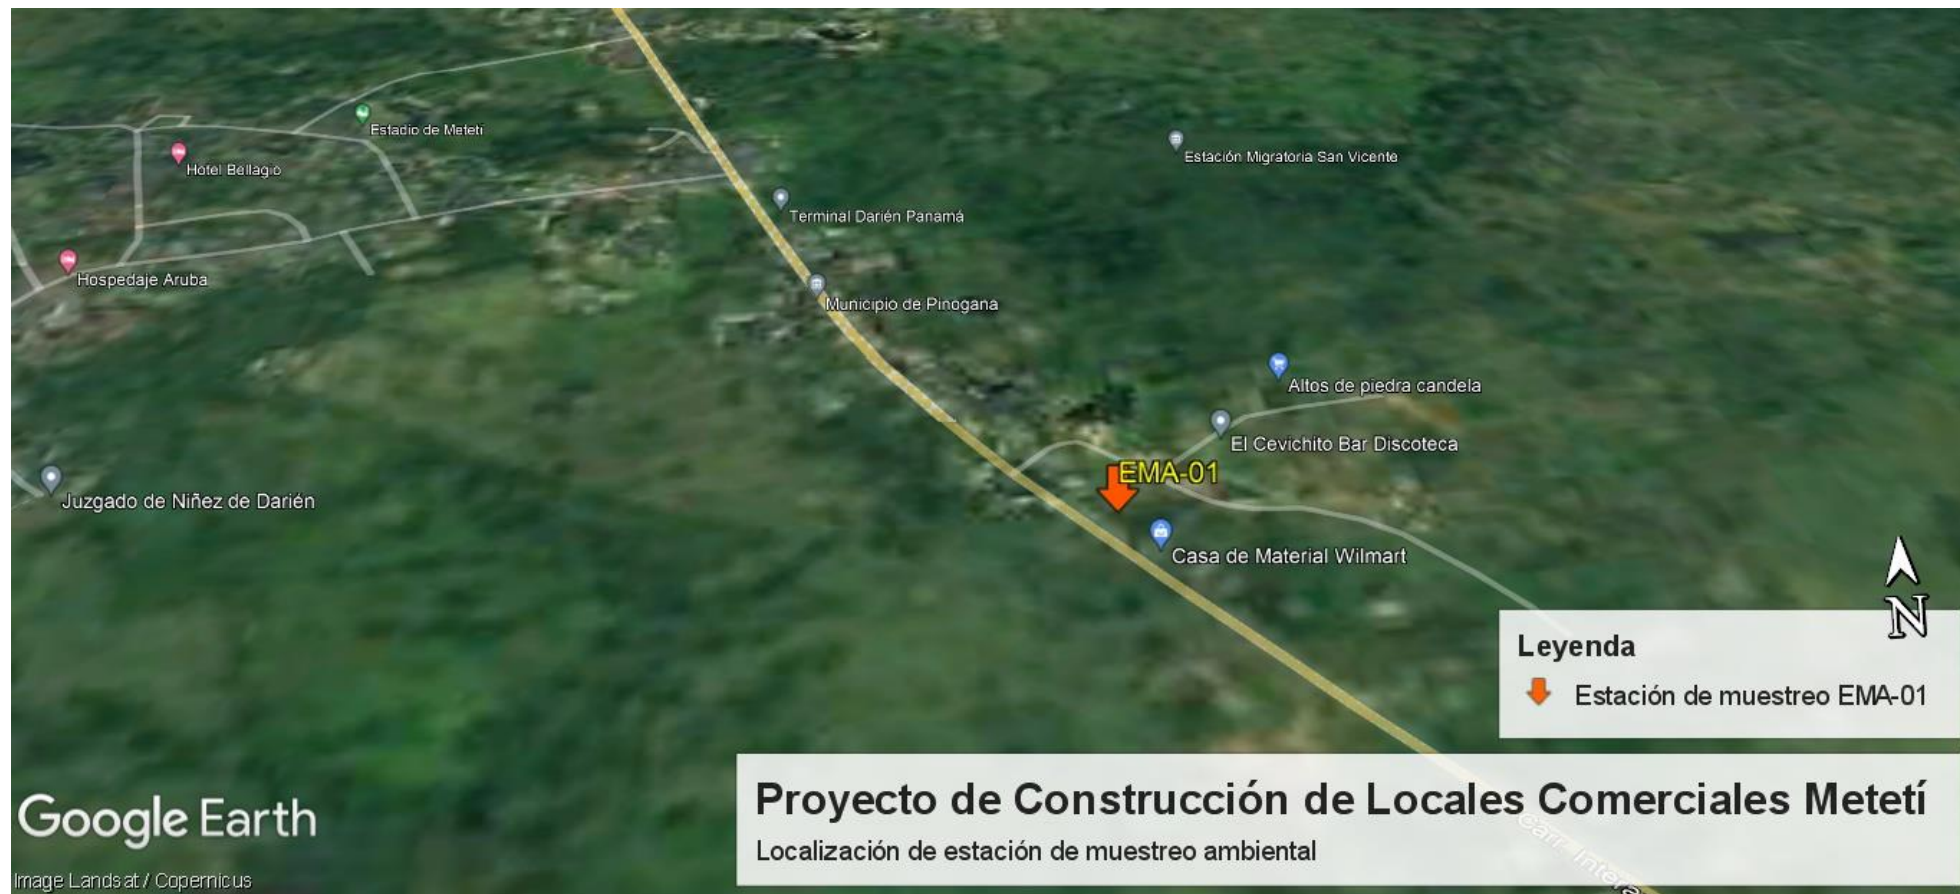 Estadio de Metetí
Hotel Bellagio
Estación Migratoria San Vicente
Terminal Darién Panamá
Hospedaje Aruba
Municipio de Pinogana
Altos de piedra candela
El Cevichito Bar Discoteca
EMA-01
Juzgado de Niñez de Darién
Casa de Material Wilmart
N
Leyenda
Estación de muestreo EMA-01
Proyecto de Construcción de Locales Comerciales Metetí
Localización de estación de muestreo ambiental
Carr. Intera
Google Earth
Image Landsat / Copernicus